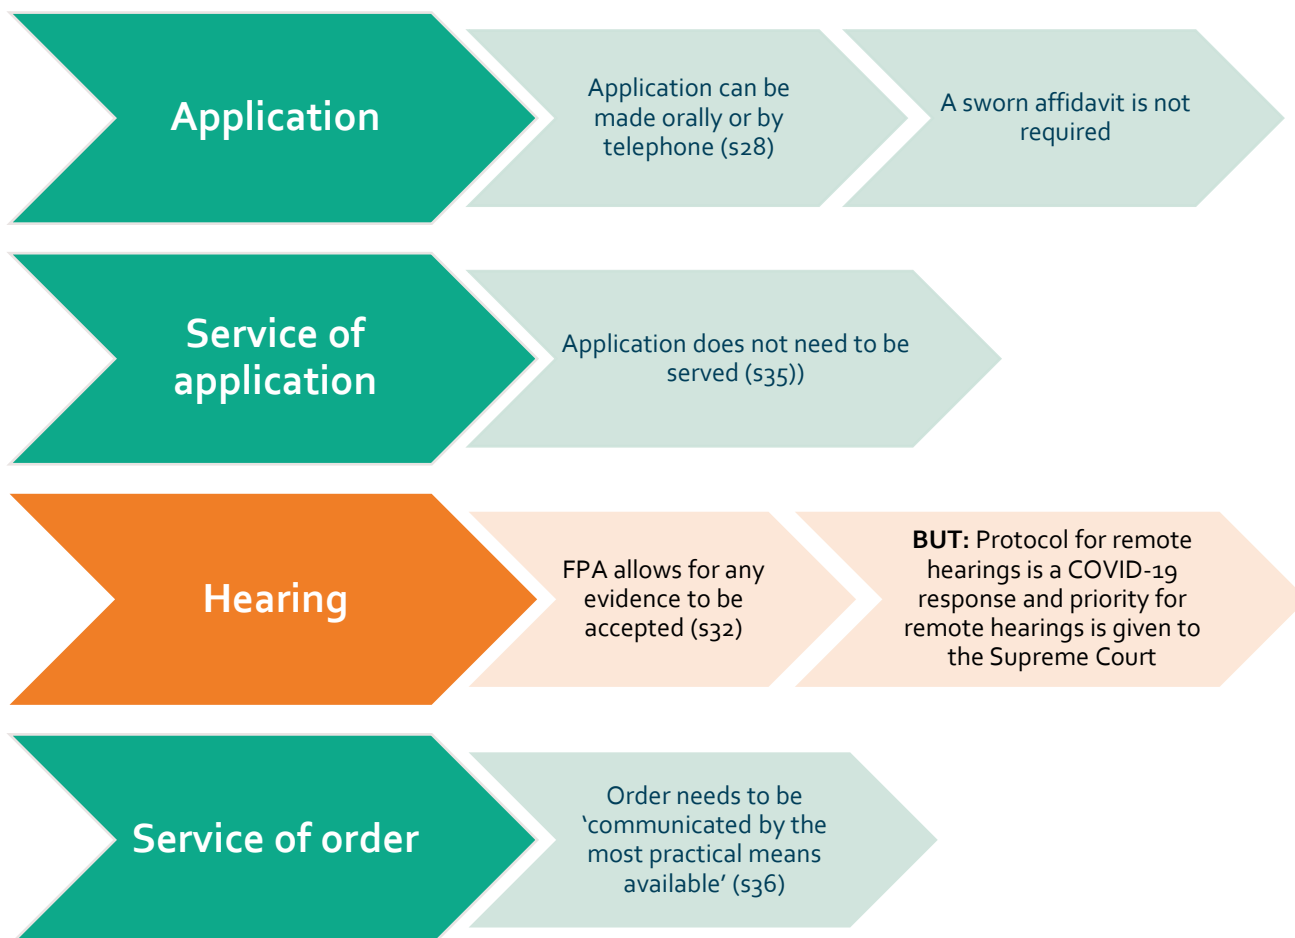 Application
Application can be
made orally or by
telephone (s28)
A sworn affidavit is not
required
Service of
application
Application does not need to be
served (s35))
Hearing
FPA allows for any
evidence to be
accepted (s32)
BUT: Protocol for remote
hearings is a COVID-19
response and priority for
remote hearings is given to
the Supreme Court
Service of order
Order needs to be
‘communicated by the
most practical means
available’ (s36)